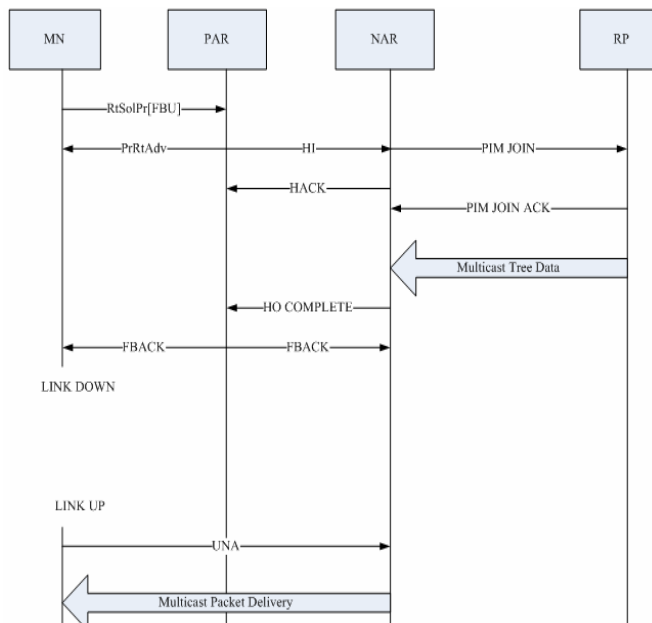 MN PAR NAR RP
RtSolPr[FBU]
PrRtAdv HI PIM JOIN
HACK
PIM JOIN ACK
Multicast Tree Data
HO COMPLETE
FBACK FBACK
LINK DOWN
LINK UP
UNA
Multicast Packet Delivery